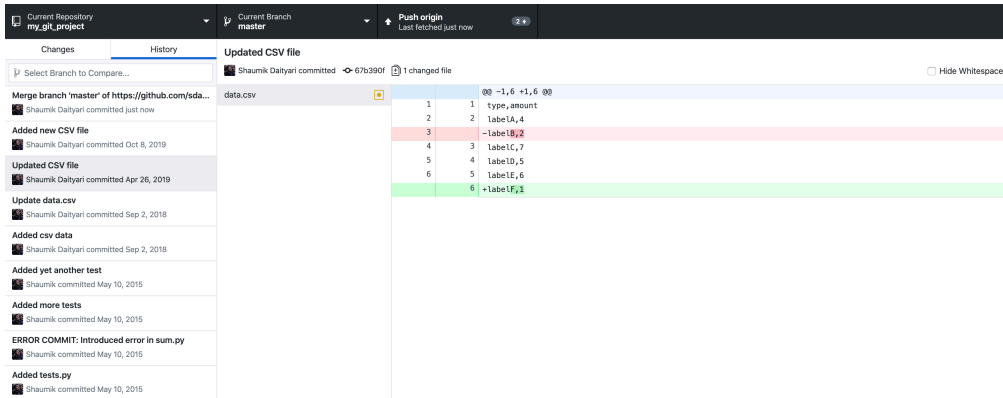 Current Repository
my_git_project
Current Branch
master
Push origin
Last fetched just now
2
Changes
History
Select Branch to Compare...
Merge branch 'master' of https://github.com/sda...
Shaumik Daityari committed just now
Added new CSV file
Shaumik Daityari committed Oct 8, 2019
Updated CSV file
Shaumik Daityari committed Apr 26, 2019
Update data.csv
Shaumik Daityari committed Sep 2, 2018
Added csv data
Shaumik Daityari committed Sep 2, 2018
Added yet another test
Shaumik committed May 10, 2015
Added more tests
Shaumik committed May 10, 2015
ERROR COMMIT: Introduced error in sum.py
Shaumik committed May 10, 2015
Added tests.py
Shaumik committed May 10, 2015
Updated CSV file
Shaumik Daityari committed 67b390f 1 changed file
Hide Whitespace
data.csv
@@ -1,6 +1,6 @@
1 1 type,amount
2 2 labelA,4
3 -labelB,2
4 3 labelC,7
5 4 labelD,5
6 5 labelE,6
6 +labelF,1